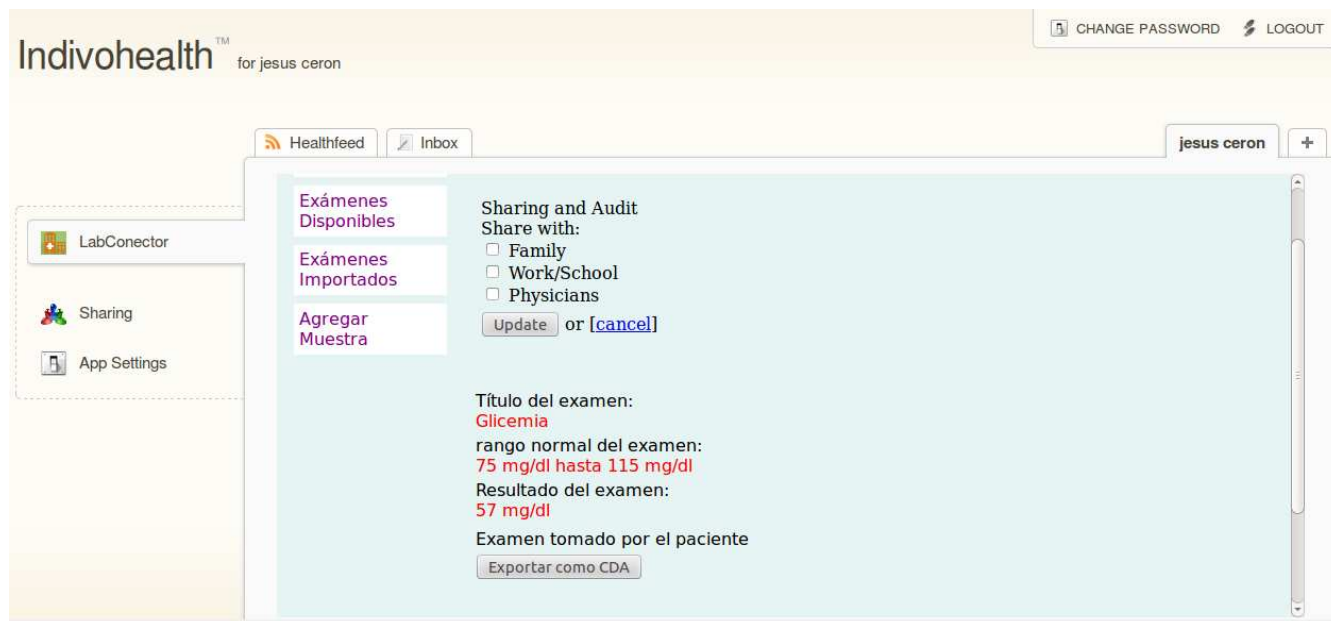 CHANGE PASSWORD LOGOUT
Indivohealth™ for jesus ceron
Healthfeed Inbox jesus ceron +
LabConector
Sharing
App Settings
Exámenes
Disponibles
Exámenes
Importados
Agregar
Muestra
Sharing and Audit
Share with:
Family
Work/School
Physicians
Update or [cancel]
Título del examen:
Glicemia
rango normal del examen:
75 mg/dl hasta 115 mg/dl
Resultado del examen:
57 mg/dl
Examen tomado por el paciente
Exportar como CDA